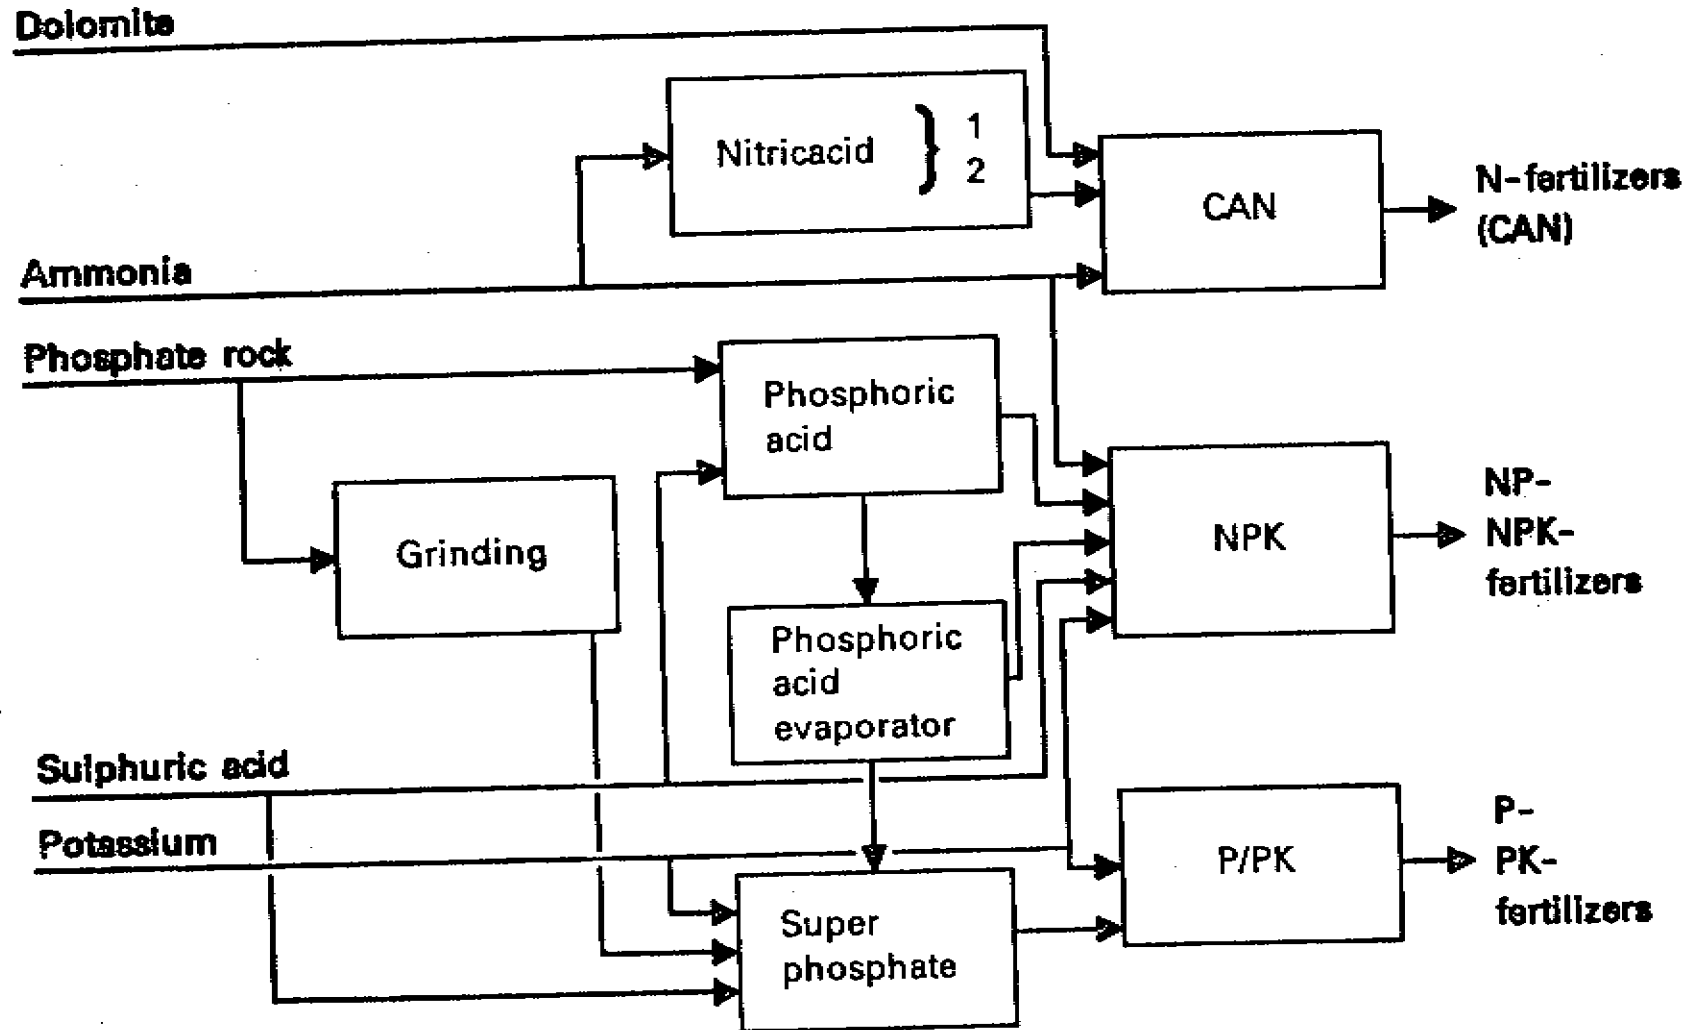 Dolomite
Nitricacid } 1
2
CAN
N-fertilizers
(CAN)
Ammonia
Phosphate rock
Phosphoric
acid
Grinding
NPK
NP-
NPK-
fertilizers
Phosphoric
acid
evaporator
Sulphuric acid
Potassium
P/PK
P-
PK-
fertilizers
Super
phosphate